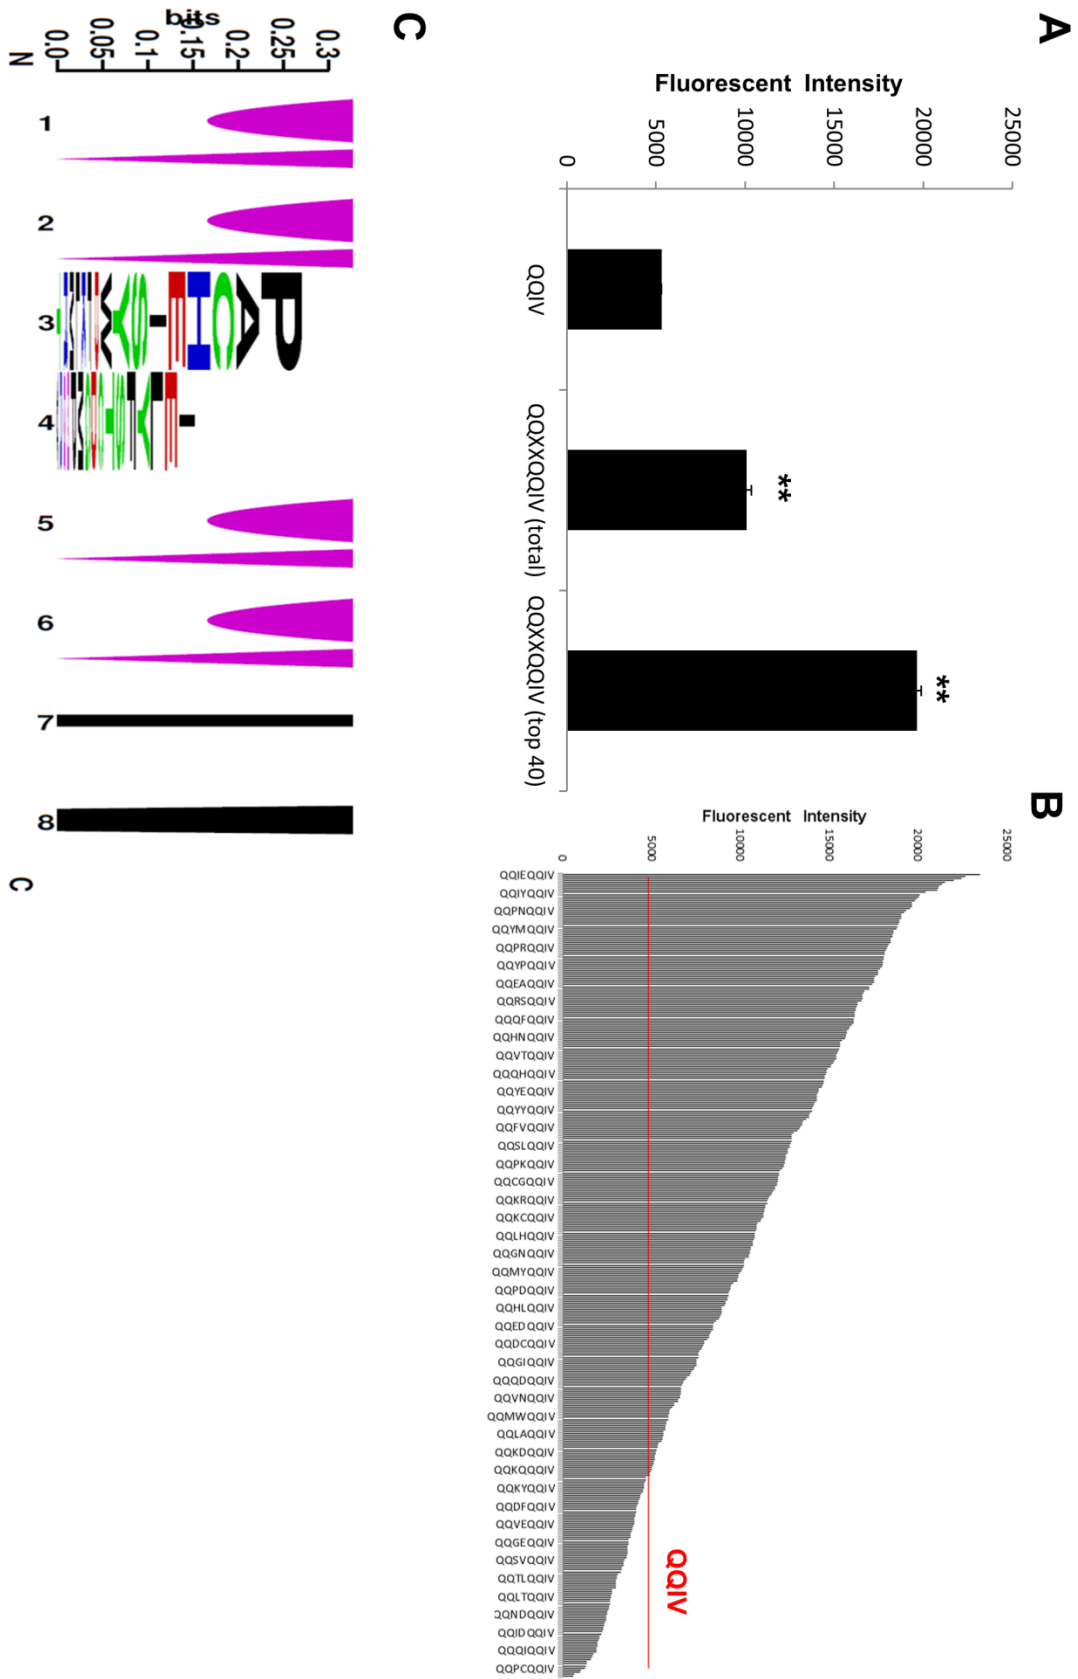 A
Fluorescent Intensity
25000
20000
15000
10000
5000
0
QQIV
QQXXQQIV (total)
QQXXQQIV (top 40)
**
**
B
Fluorescent Intensity
25000
20000
15000
10000
5000
0
QQIV
QQIEQQIV
QQIYQQIV
QQPNQQIV
QQYMQQIV
QQPRQQIV
QQYPQQIV
QQEAQQIV
QQRSQQIV
QQQFQQIV
QQHNQQIV
QQVTQQIV
QQQHQQIV
QQYEQQIV
QQYYQQIV
QQFVQQIV
QQSLQQIV
QQPKQQIV
QQCGQQIV
QQKRQQIV
QQKCQQIV
QQLHQQIV
QQGNQQIV
QQMYQQIV
QQPDQQIV
QQHLQQIV
QQEDQQIV
QQDCQQIV
QQGIQQIV
QQQDQQIV
QQVNQQIV
QQMWQQIV
QQLAQQIV
QQKDQQIV
QQKQQQIV
QQKYQQIV
QQDFQQIV
QQVEQQIV
QQGEQQIV
QQSVQQIV
QQTLQQIV
QQLTQQIV
QQNDQQIV
QQIDQQIV
QQQIQQIV
QQPCQQIV
C
bits
0.3
0.25
0.2
0.15
0.1
0.05
0.0
P
A
C
H
E
I
S
Y
I
E
L
Y
F
S
T
N
1
2
3
4
5
6
7
8
C